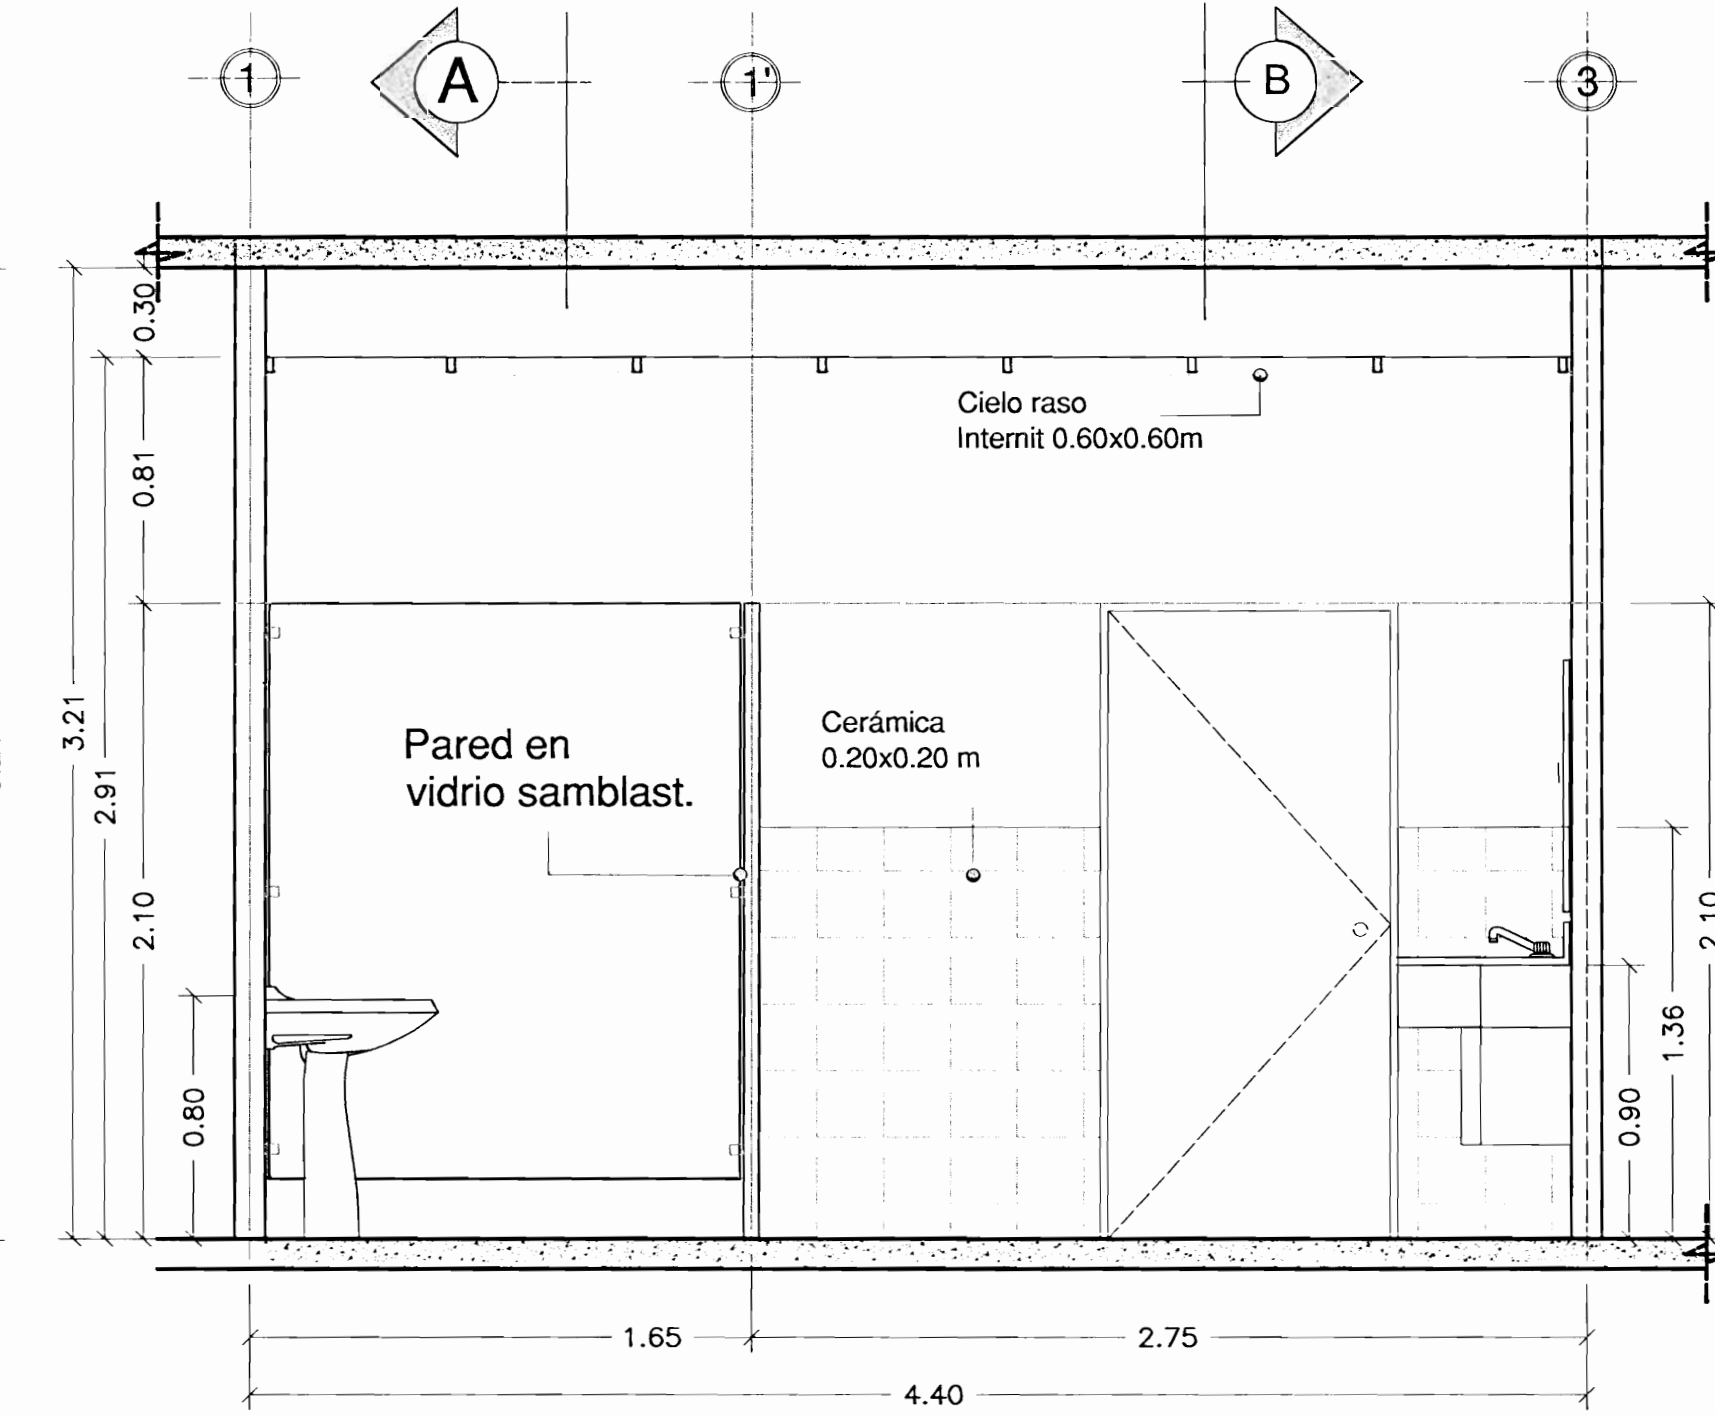 1
A
1'
B
3
0.30
Cielo raso
Internit 0.60x0.60m
0.81
3.21
2.91
2.10
Pared en
vidrio samblast.
Cerámica
0.20x0.20 m
2.10
1.36
0.90
0.80
1.65
2.75
4.40